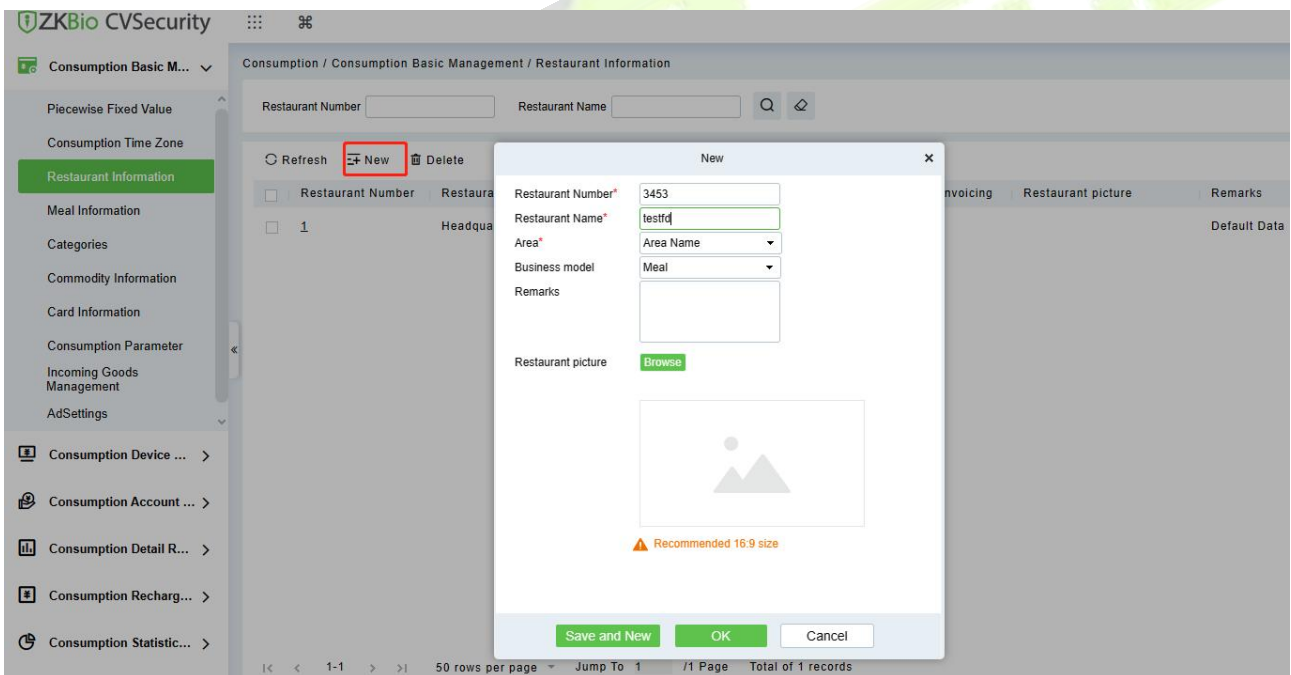 ZKBio CVSecurity
Consumption Basic M...
Piecewise Fixed Value
Consumption Time Zone
Restaurant Information
Meal Information
Categories
Commodity Information
Card Information
Consumption Parameter
Incoming Goods
Management
AdSettings
Consumption Device ...
Consumption Account ...
Consumption Detail R...
Consumption Recharg...
Consumption Statistic...
Consumption / Consumption Basic Management / Restaurant Information
Restaurant Number Restaurant Name
Refresh New Delete
Restaurant Number Restaura nvoicing Restaurant picture Remarks
1 Headqua Default Data
New
Restaurant Number* 3453
Restaurant Name* testfd
Area* Area Name
Business model Meal
Remarks
Restaurant picture Browse
Recommended 16:9 size
Save and New OK Cancel
1-1 50 rows per page Jump To 1 /1 Page Total of 1 records